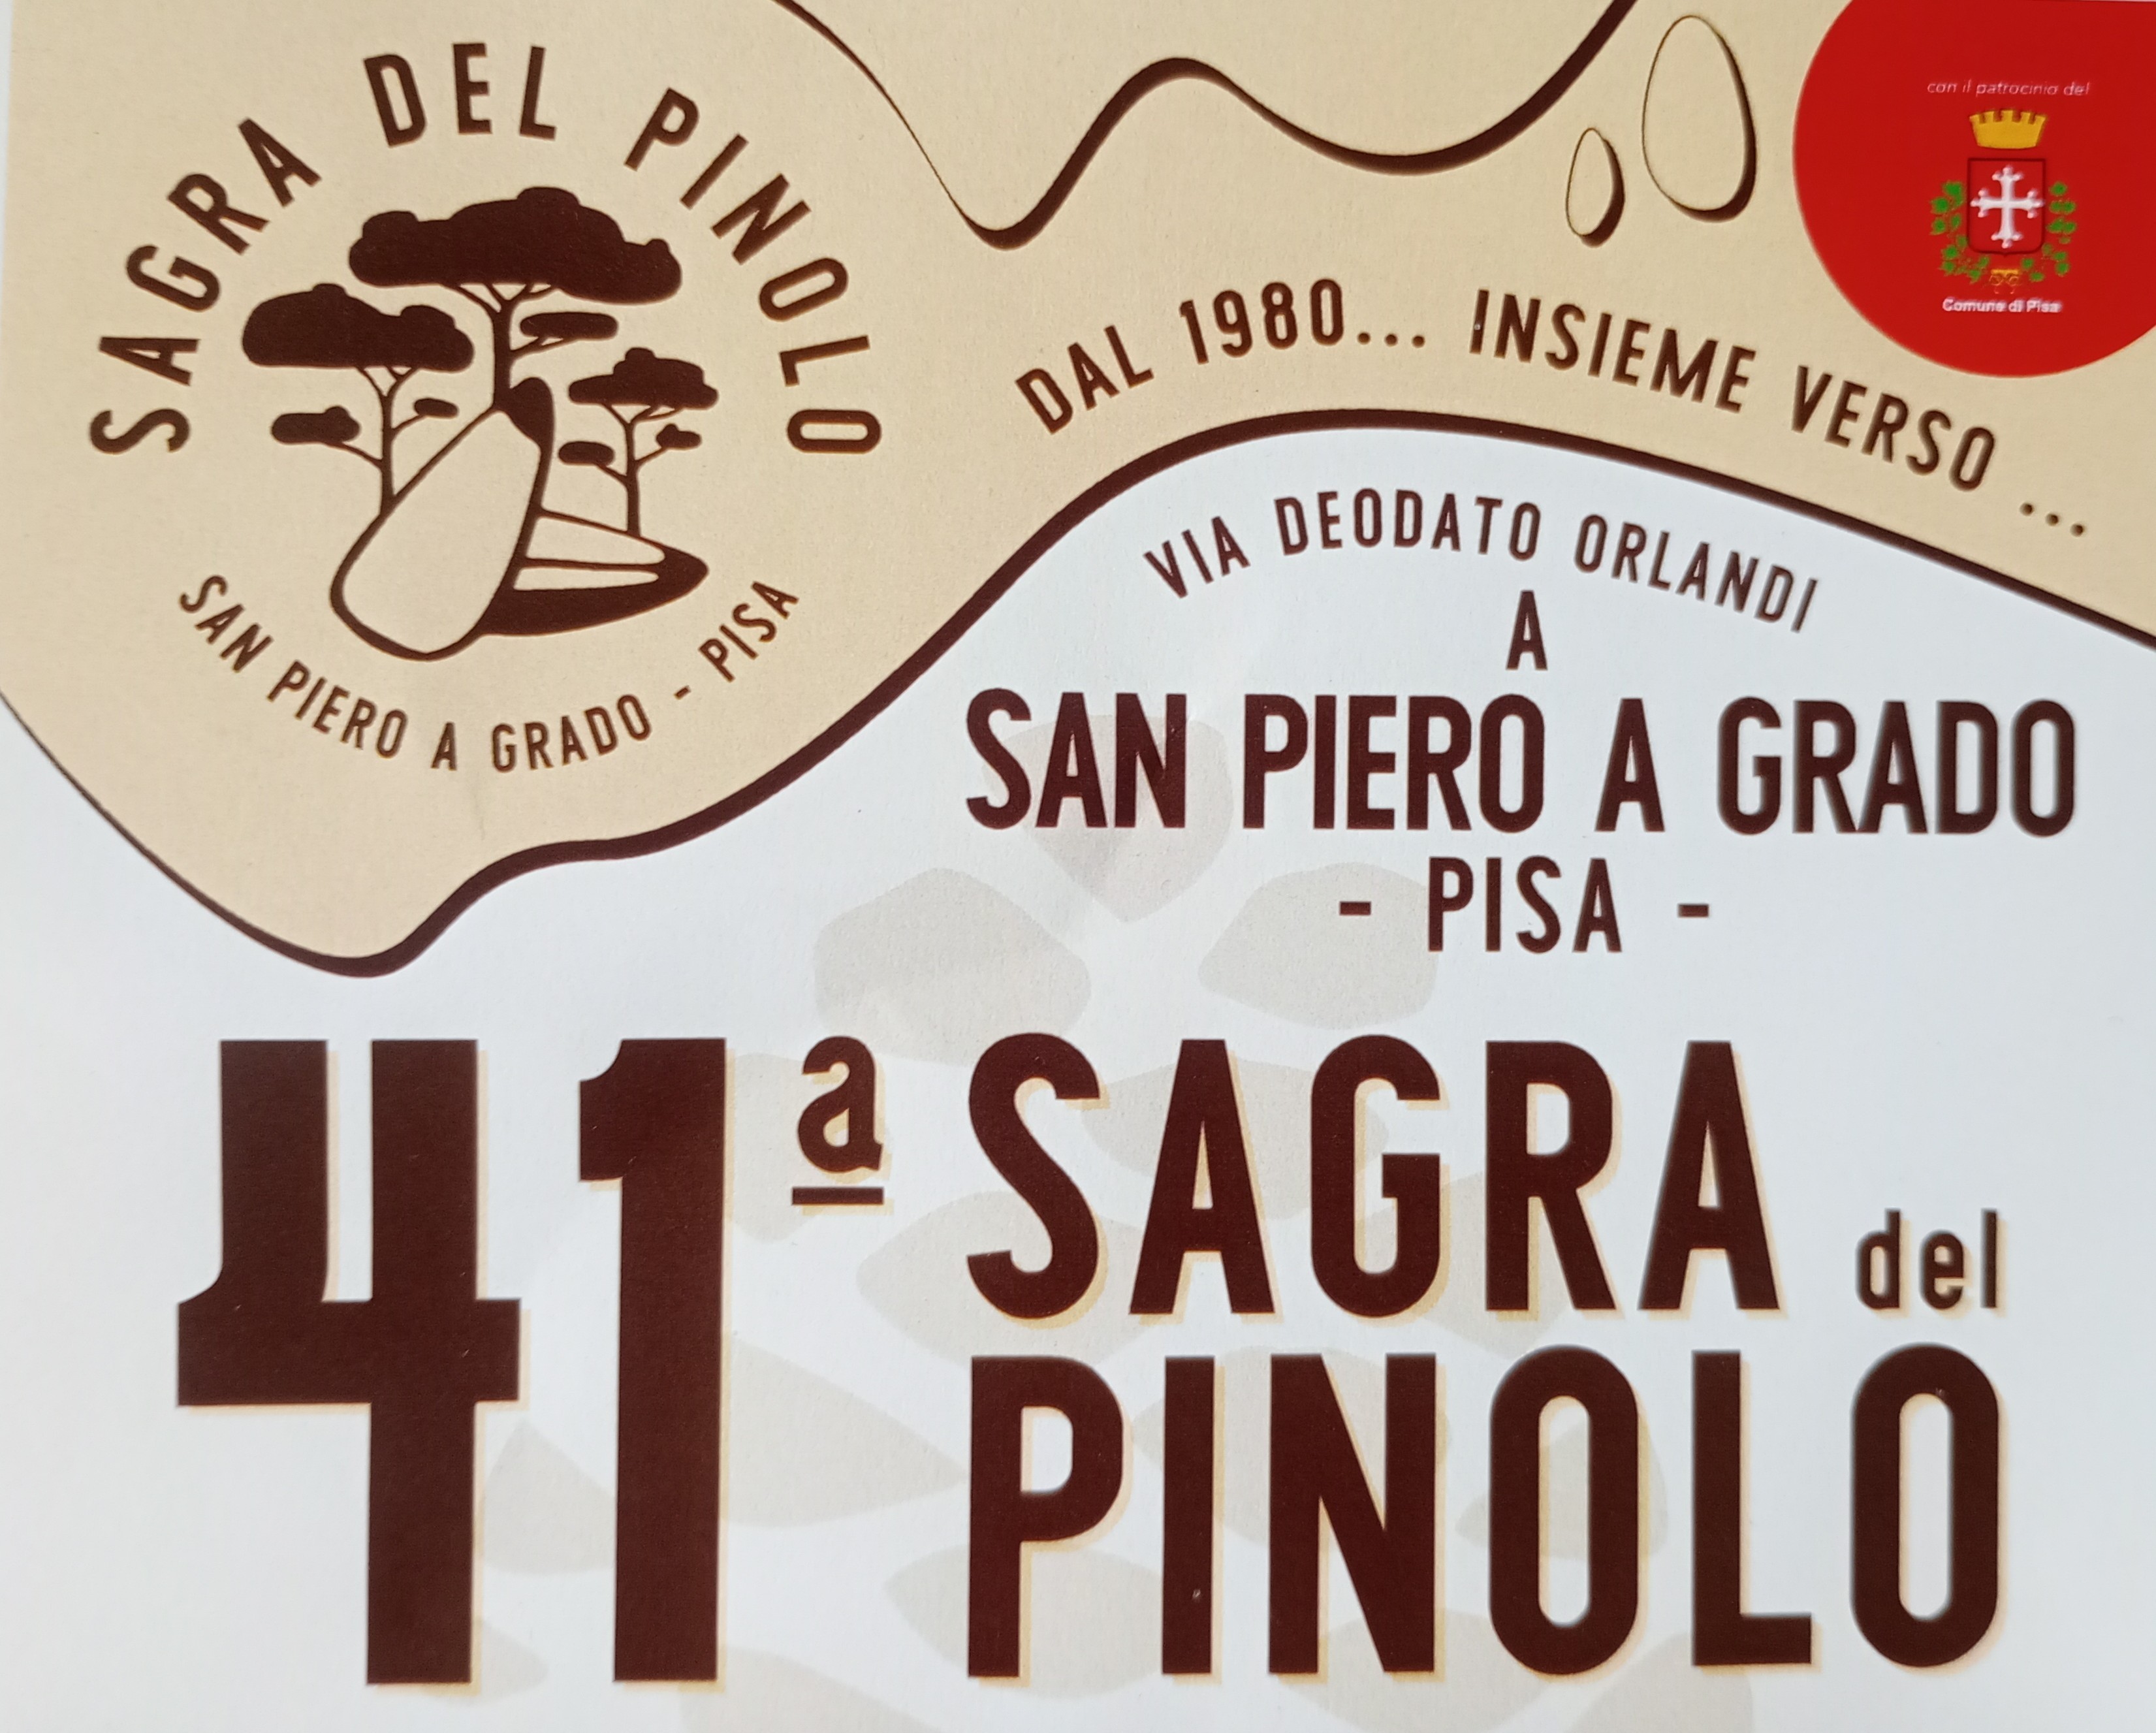 SAGRA DEL PINOLO
SAN PIERO A GRADO - PISA
con il patrocinio del
Comune di Pisa
DAL 1980... INSIEME VERSO ...
VIA DEODATO ORLANDI
A
SAN PIERO A GRADO
- PISA -
41ª SAGRA del
PINOLO